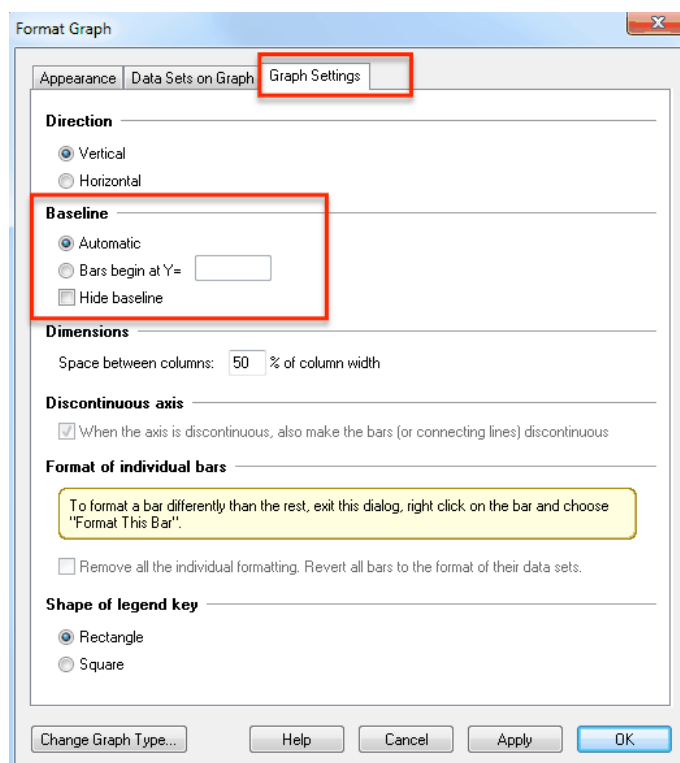 Format Graph
Appearance Data Sets on Graph Graph Settings
Direction
Vertical
Horizontal
Baseline
Automatic
Bars begin at Y=
Hide baseline
Dimensions
Space between columns: 50 % of column width
Discontinuous axis
When the axis is discontinuous, also make the bars (or connecting lines) discontinuous
Format of individual bars
To format a bar differently than the rest, exit this dialog, right click on the bar and choose
"Format This Bar".
Remove all the individual formatting. Revert all bars to the format of their data sets.
Shape of legend key
Rectangle
Square
Change Graph Type... Help Cancel Apply OK